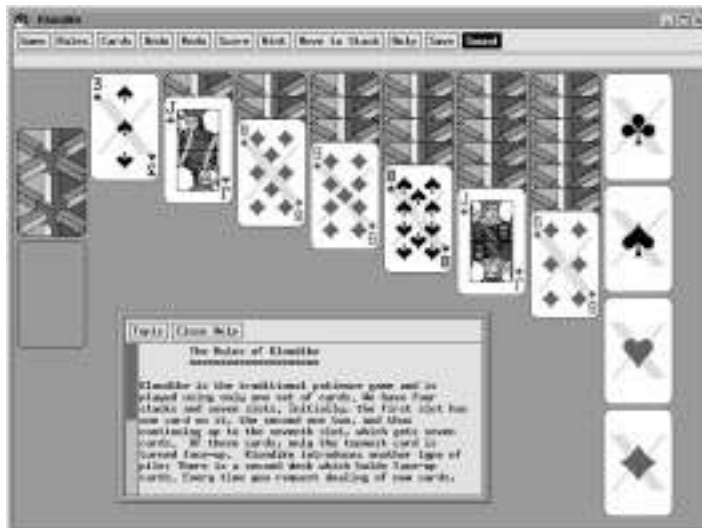 Klondike
Game Rules Cards Undo Redo Score Hint Move to Stack Help Save
3
J
J
Topic Close Help
The Rules of Klondike
Klondike is the traditional patience game and is
played using only one set of cards. We have four
stacks and seven slots. Initially, the first slot has
one card on it, the second one two, and thus
continuing up to the seventh slot, which gets seven
cards. Of these cards, only the topmost card is
turned face-up. Klondike introduces another type of
pile: There is a second deck which holds face-up
cards. Every time you request dealing of new cards,